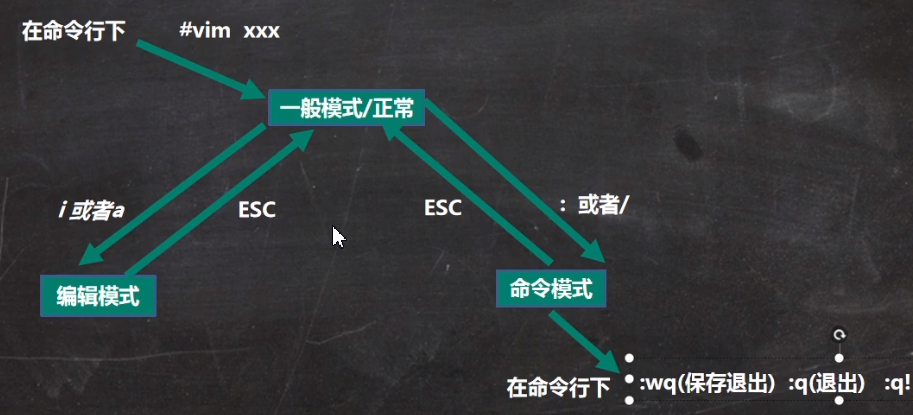 在命令行下 #vim xxx
一般模式/正常
i 或者a ESC ESC : 或者/
编辑模式 命令模式
在命令行下 :wq(保存退出) :q(退出) :q!